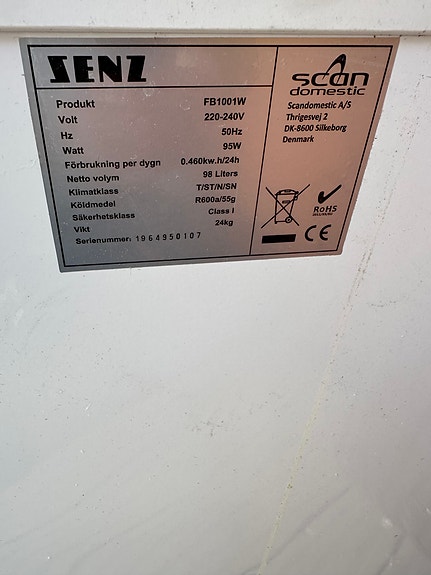 SENZ
Produkt FB1001W
Volt 220-240V
Hz 50Hz
Watt 95W
Förbrukning per dygn 0.460kw.h/24h
Netto volym 98 Liters
Klimatklass T/ST/N/SN
Köldmedel R600a/55g
Säkerhetsklass Class I
Vikt 24kg
Serienummer: 1964950107
scan
domestic
Scandomestic A/S
Thrigesvej 2
DK-8600 Silkeborg
Denmark
RoHS
CE